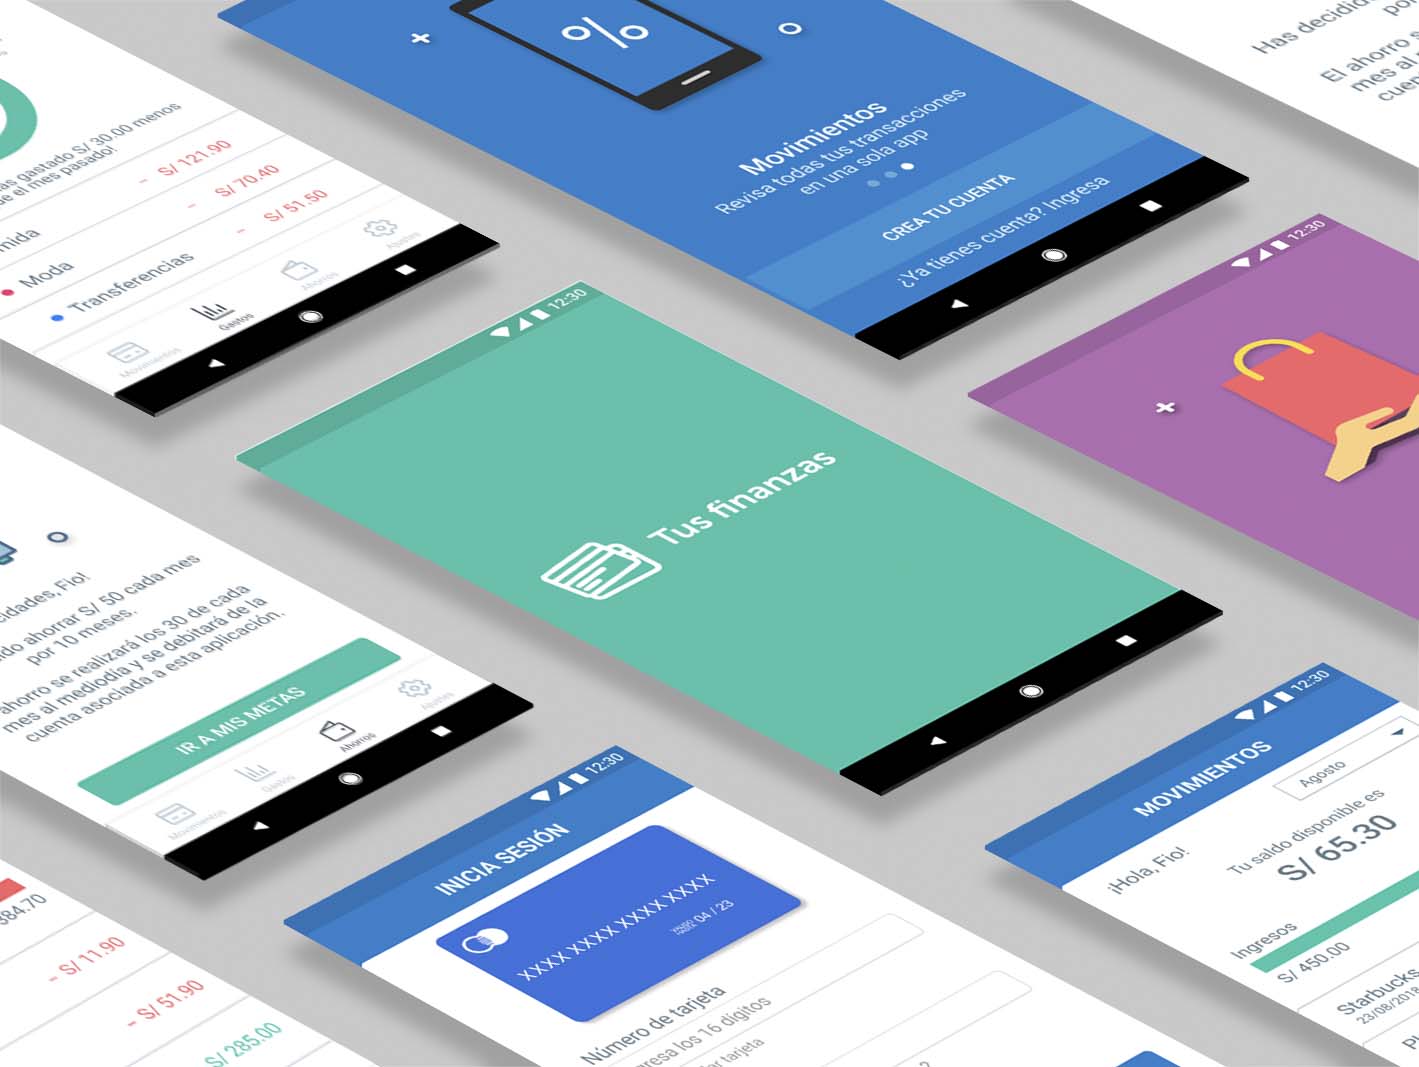 as gastado S/ 30.00 menos
e el mes pasado!
mida
- S/ 121.90
Moda
- S/ 70.40
Transferencias
- S/ 51.50
Movimientos
Gastos
Ahorros
Ajustes
%
Movimientos
Revisa todas tus transacciones
en una sola app
CREA TU CUENTA
¿Ya tienes cuenta? Ingresa
Has decidid
po
El ahorro s
mes al
cuen
12:30
Tus finanzas
12:30
cidades, Fio!
do ahorrar S/ 50 cada mes
por 10 meses.
ahorro se realizará los 30 de cada
mes al mediodía y se debitará de la
cuenta asociada a esta aplicación.
IR A MIS METAS
Movimientos
Gastos
Ahorros
Ajustes
384.70
- S/ 11.90
- S/ 51.90
S/ 285.00
12:30
INICIA SESIÓN
XXXX XXXX XXXX XXXX
VALIDO
HASTA
04 / 23
Número de tarjeta
gresa los 16 dígitos
ar tarjeta
12:30
MOVIMIENTOS
Agosto
¡Hola, Fio!
Tu saldo disponible es
S/ 65.30
Ingresos
S/ 450.00
Starbucks
23/08/2018